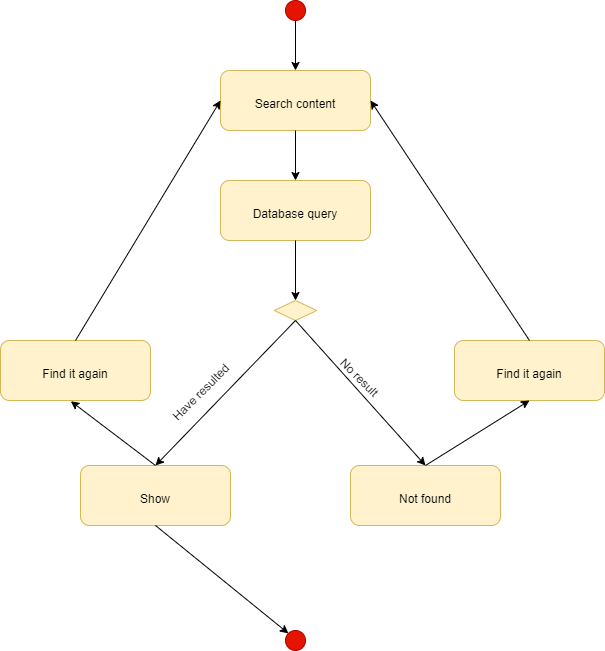 Search content
Database query
Have resulted
No result
Find it again
Find it again
Show
Not found